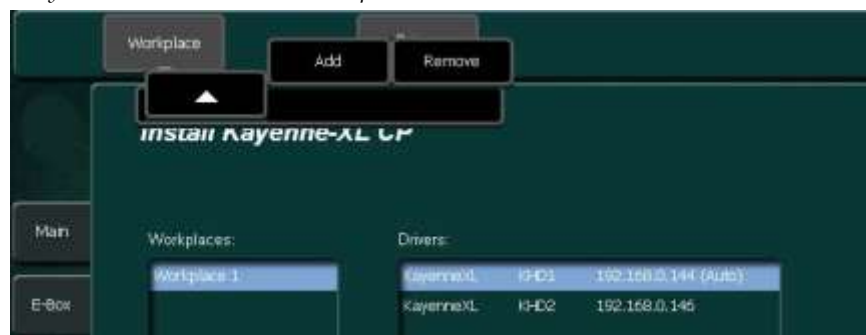 Workplace
Add Remove
Install Kayenne-XL CP
Main
Workplaces: Drivers:
Workplace 1 KayenneXL KHD1 192.168.0.144 (Auto)
E-Box KayenneXL KHD2 192.168.0.146